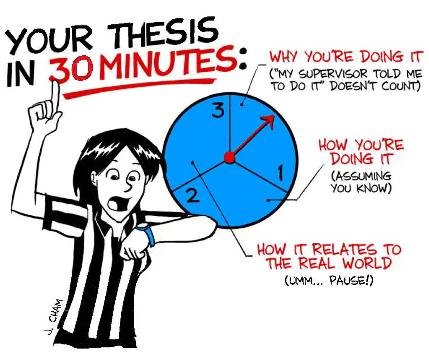 YOUR THESIS
IN 30 MINUTES:
WHY YOU'RE DOING IT
("MY SUPERVISOR TOLD ME
TO DO IT" DOESN'T COUNT)
3
1
2
HOW YOU'RE
DOING IT
(ASSUMING
YOU KNOW)
HOW IT RELATES TO
THE REAL WORLD
(UMM... PAUSE!)
J. CHAM